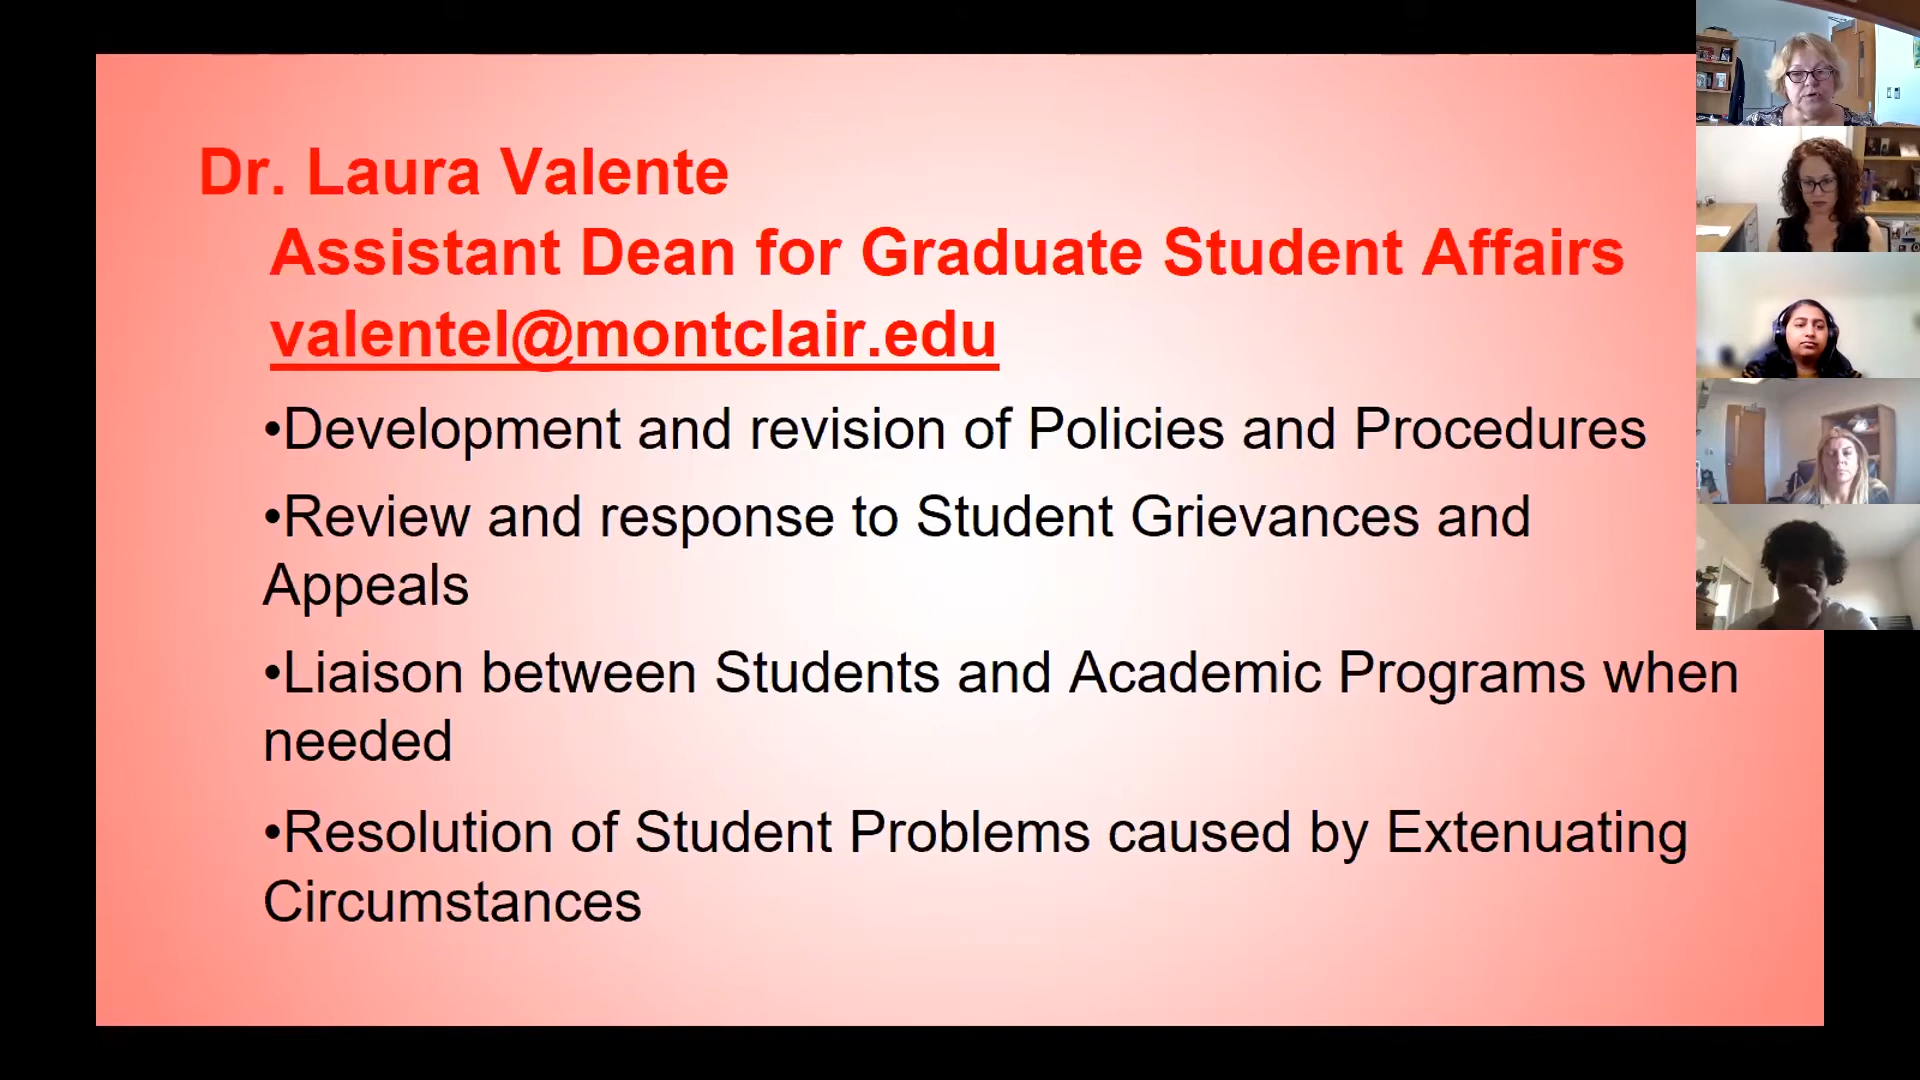 Dr. Laura Valente
Assistant Dean for Graduate Student Affairs
valentel@montclair.edu
•Development and revision of Policies and Procedures
•Review and response to Student Grievances and
Appeals
•Liaison between Students and Academic Programs when
needed
•Resolution of Student Problems caused by Extenuating
Circumstances